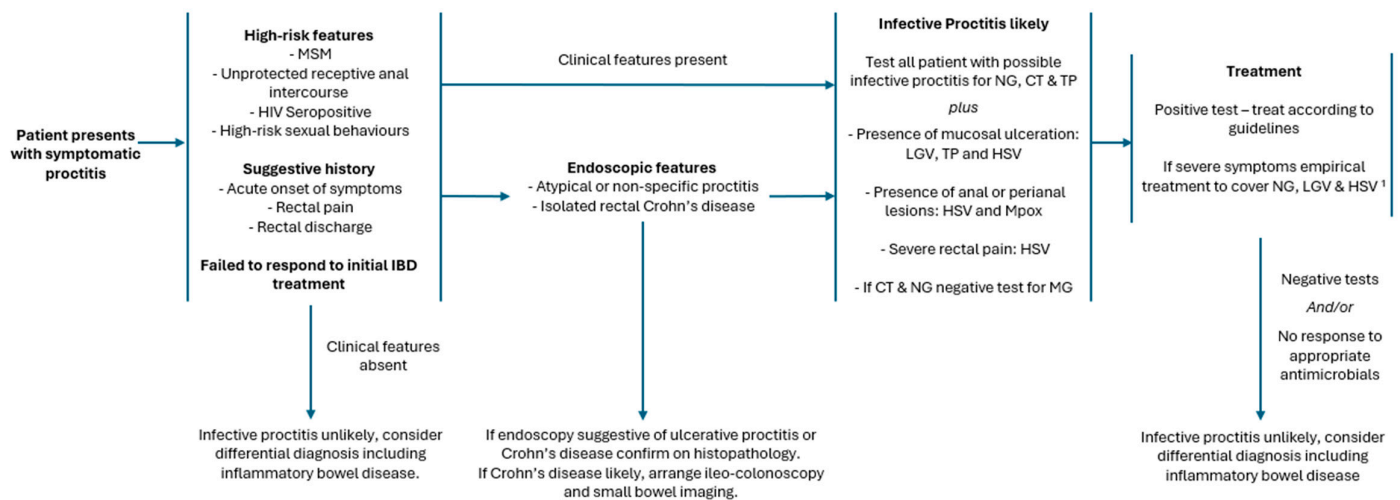 Patient presents
with symptomatic
proctitis
High-risk features
- MSM
- Unprotected receptive anal
intercourse
- HIV Seropositive
- High-risk sexual behaviours
Suggestive history
- Acute onset of symptoms
- Rectal pain
- Rectal discharge
Failed to respond to initial IBD
treatment
Clinical features
absent
Infective proctitis unlikely, consider
differential diagnosis including
inflammatory bowel disease.
Clinical features present
Endoscopic features
- Atypical or non-specific proctitis
- Isolated rectal Crohn’s disease
If endoscopy suggestive of ulcerative proctitis or
Crohn’s disease confirm on histopathology.
If Crohn’s disease likely, arrange ileo-colonoscopy
and small bowel imaging.
Infective Proctitis likely
Test all patient with possible
infective proctitis for NG, CT & TP
plus
- Presence of mucosal ulceration:
LGV, TP and HSV
- Presence of anal or perianal
lesions: HSV and Mpox
- Severe rectal pain: HSV
- If CT & NG negative test for MG
Treatment
Positive test – treat according to
guidelines
If severe symptoms empirical
treatment to cover NG, LGV & HSV ¹
Negative tests
And/or
No response to
appropriate
antimicrobials
Infective proctitis unlikely, consider
differential diagnosis including
inflammatory bowel disease